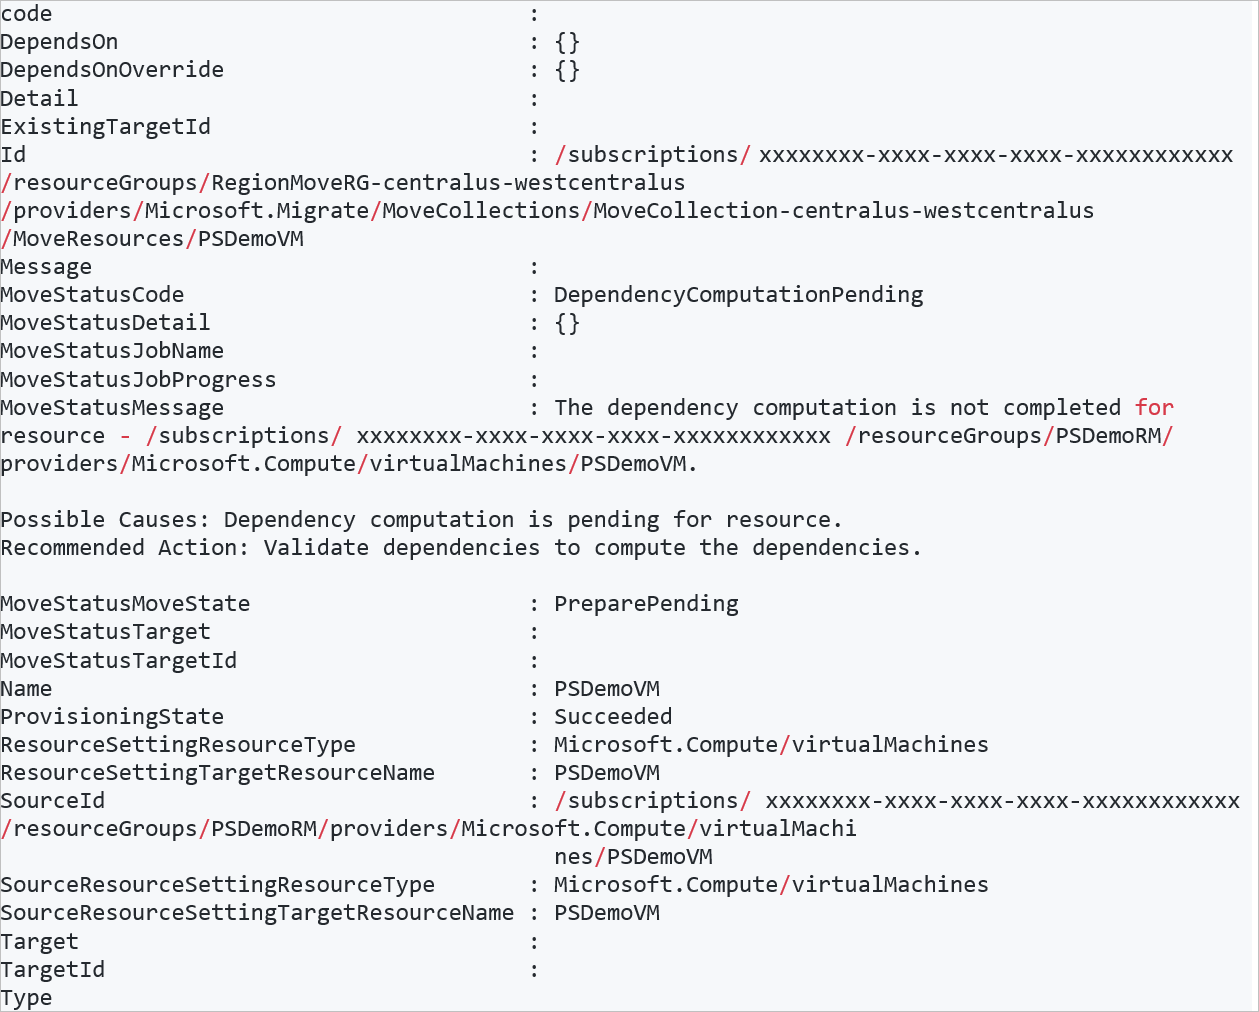 code                                    :
DependsOn                               : {}
DependsOnOverride                       : {}
Detail                                  :
ExistingTargetId                        :
Id                                      : /subscriptions/ xxxxxxxx-xxxx-xxxx-xxxx-xxxxxxxxxxxx
/resourceGroups/RegionMoveRG-centralus-westcentralus
/providers/Microsoft.Migrate/MoveCollections/MoveCollection-centralus-westcentralus
/MoveResources/PSDemoVM
Message                                 :
MoveStatusCode                          : DependencyComputationPending
MoveStatusDetail                        : {}
MoveStatusJobName                       :
MoveStatusJobProgress                   :
MoveStatusMessage                       : The dependency computation is not completed for
resource - /subscriptions/ xxxxxxxx-xxxx-xxxx-xxxx-xxxxxxxxxxxx /resourceGroups/PSDemoRM/
providers/Microsoft.Compute/virtualMachines/PSDemoVM.

Possible Causes: Dependency computation is pending for resource.
Recommended Action: Validate dependencies to compute the dependencies.

MoveStatusMoveState                     : PreparePending
MoveStatusTarget                        :
MoveStatusTargetId                      :
Name                                    : PSDemoVM
ProvisioningState                       : Succeeded
ResourceSettingResourceType             : Microsoft.Compute/virtualMachines
ResourceSettingTargetResourceName       : PSDemoVM
SourceId                                : /subscriptions/ xxxxxxxx-xxxx-xxxx-xxxx-xxxxxxxxxxxx
/resourceGroups/PSDemoRM/providers/Microsoft.Compute/virtualMachi
                                          nes/PSDemoVM
SourceResourceSettingResourceType       : Microsoft.Compute/virtualMachines
SourceResourceSettingTargetResourceName : PSDemoVM
Target                                  :
TargetId                                :
Type